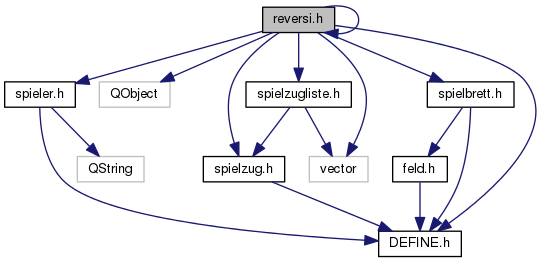 reversi.h
spieler.h
QObject
spielzugliste.h
spielbrett.h
QString
spielzug.h
vector
feld.h
DEFINE.h